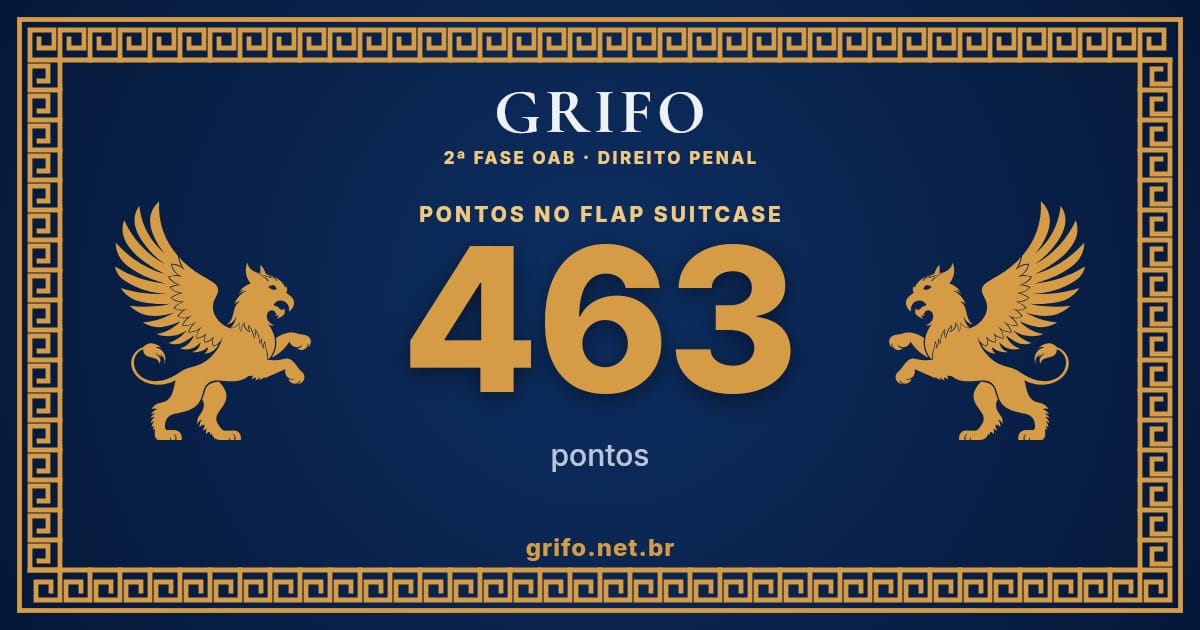 GRIFO
2ª FASE OAB · DIREITO PENAL
PONTOS NO FLAP SUITCASE
463
pontos
grifo.net.br